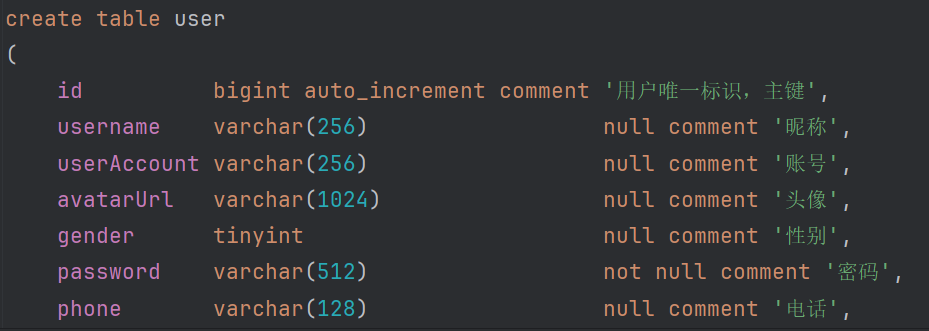 create table user
(
id bigint auto_increment comment '用户唯一标识，主键',
username varchar(256) null comment '昵称',
userAccount varchar(256) null comment '账号',
avatarUrl varchar(1024) null comment '头像',
gender tinyint null comment '性别',
password varchar(512) not null comment '密码',
phone varchar(128) null comment '电话',